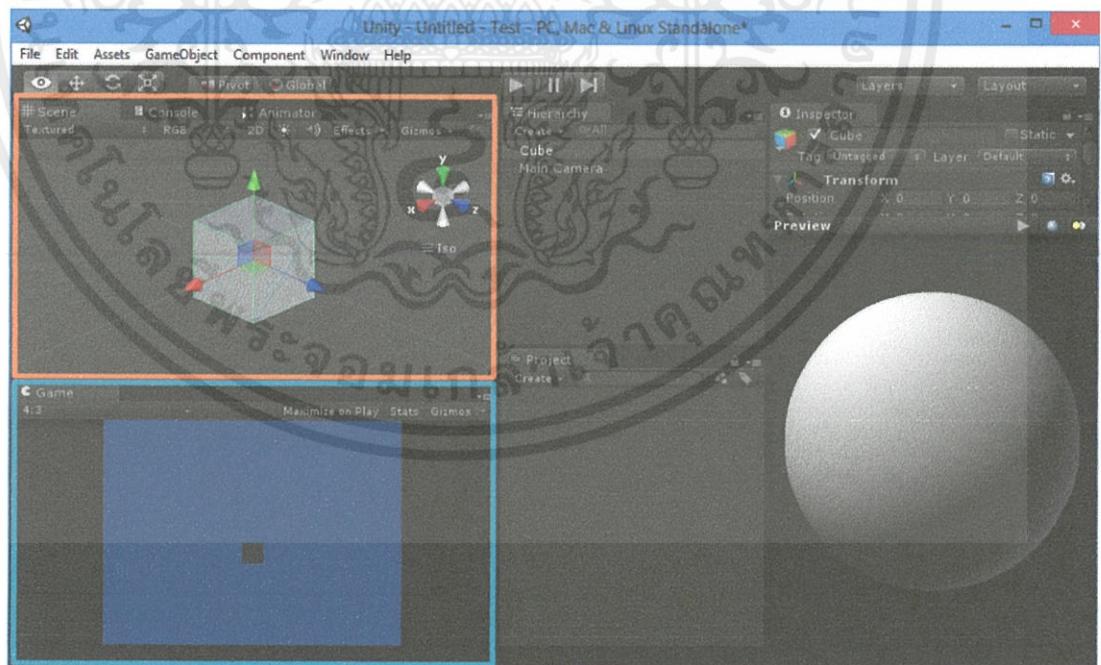 Unity - Untitled - Test - PC, Mac & Linux Standalone*
File Edit Assets GameObject Component Window Help
Pivot Global Layers Layout
Scene Console Animator
Textured RGB 2D Effects Gizmos
y
x z
Iso
Hierarchy
Create All
Cube
Main Camera
Inspector
Cube Static
Tag Untagged Layer Default
Transform
Position X 0 Y 0 Z 0
Preview
Project
Create
Game
4:3 Maximize on Play Stats Gizmos